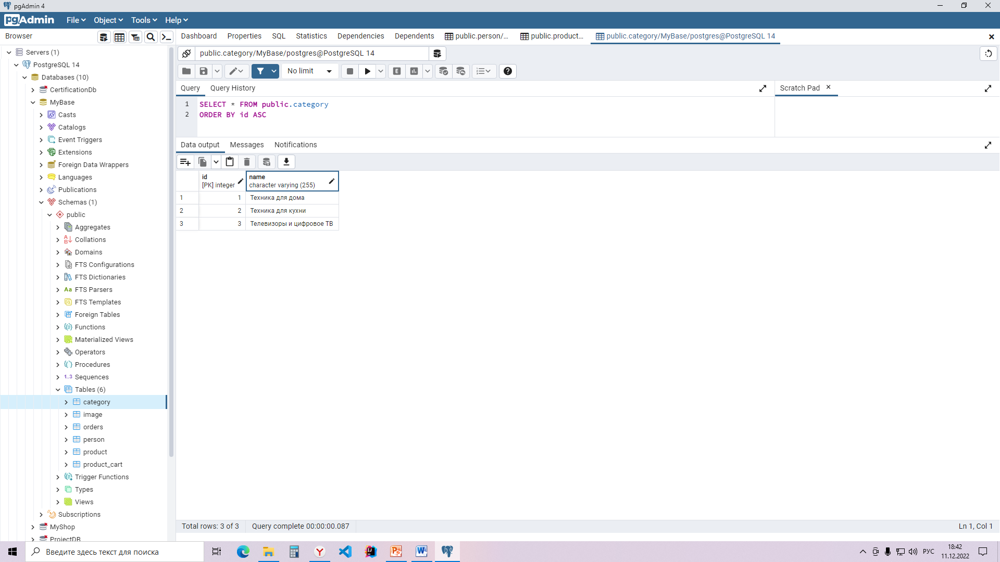 pgAdmin 4
pgAdmin File Object Tools Help
Browser
Dashboard Properties SQL Statistics Dependencies Dependents public.person/... public.product... public.category/MyBase/postgres@PostgreSQL 14
Servers (1)
PostgreSQL 14
Databases (10)
CertificationDb
MyBase
Casts
Catalogs
Event Triggers
Extensions
Foreign Data Wrappers
Languages
Publications
Schemas (1)
public
Aggregates
Collations
Domains
FTS Configurations
FTS Dictionaries
FTS Parsers
FTS Templates
Foreign Tables
Functions
Materialized Views
Operators
Procedures
1..3 Sequences
Tables (6)
category
image
orders
person
product
product_cart
Trigger Functions
Types
Views
Subscriptions
MyShop
ProjectDB
public.category/MyBase/postgres@PostgreSQL 14
No limit
Query Query History
Scratch Pad
1 SELECT * FROM public.category
2 ORDER BY id ASC
Data output Messages Notifications
id name
[PK] integer character varying (255)
1 1 Техника для дома
2 2 Техника для кухни
3 3 Телевизоры и цифровое ТВ
Total rows: 3 of 3 Query complete 00:00:00.087 Ln 1, Col 1
Введите здесь текст для поиска
РУС
18:42
11.12.2022